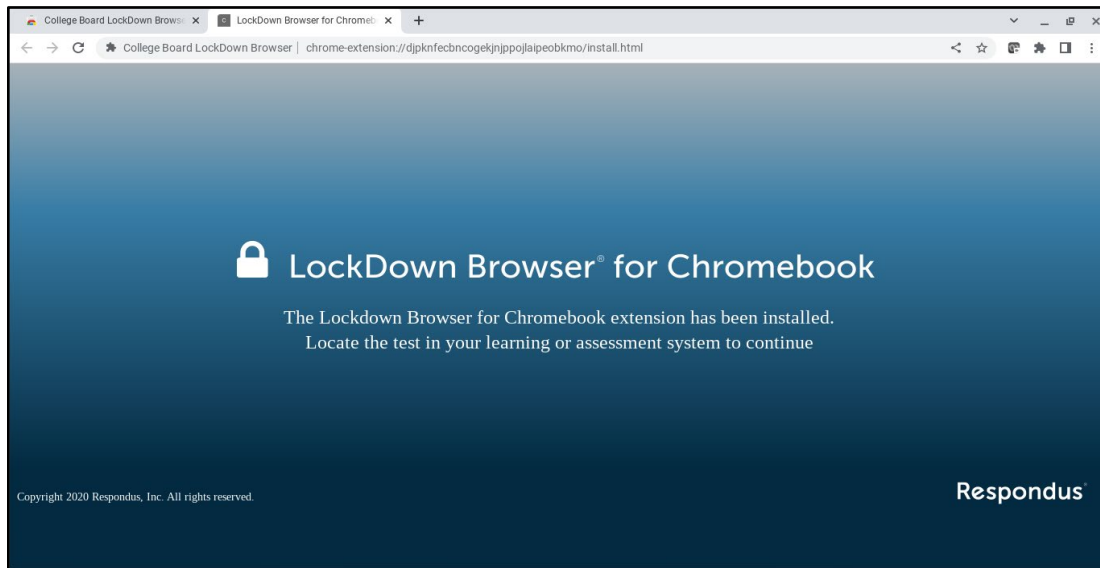 College Board LockDown Browse
LockDown Browser for Chromeb
College Board LockDown Browser | chrome-extension://djpknfecbncogekjnjppojlaipeobkmo/install.html
LockDown Browser® for Chromebook
The Lockdown Browser for Chromebook extension has been installed.
Locate the test in your learning or assessment system to continue
Copyright 2020 Respondus, Inc. All rights reserved.
Respondus®